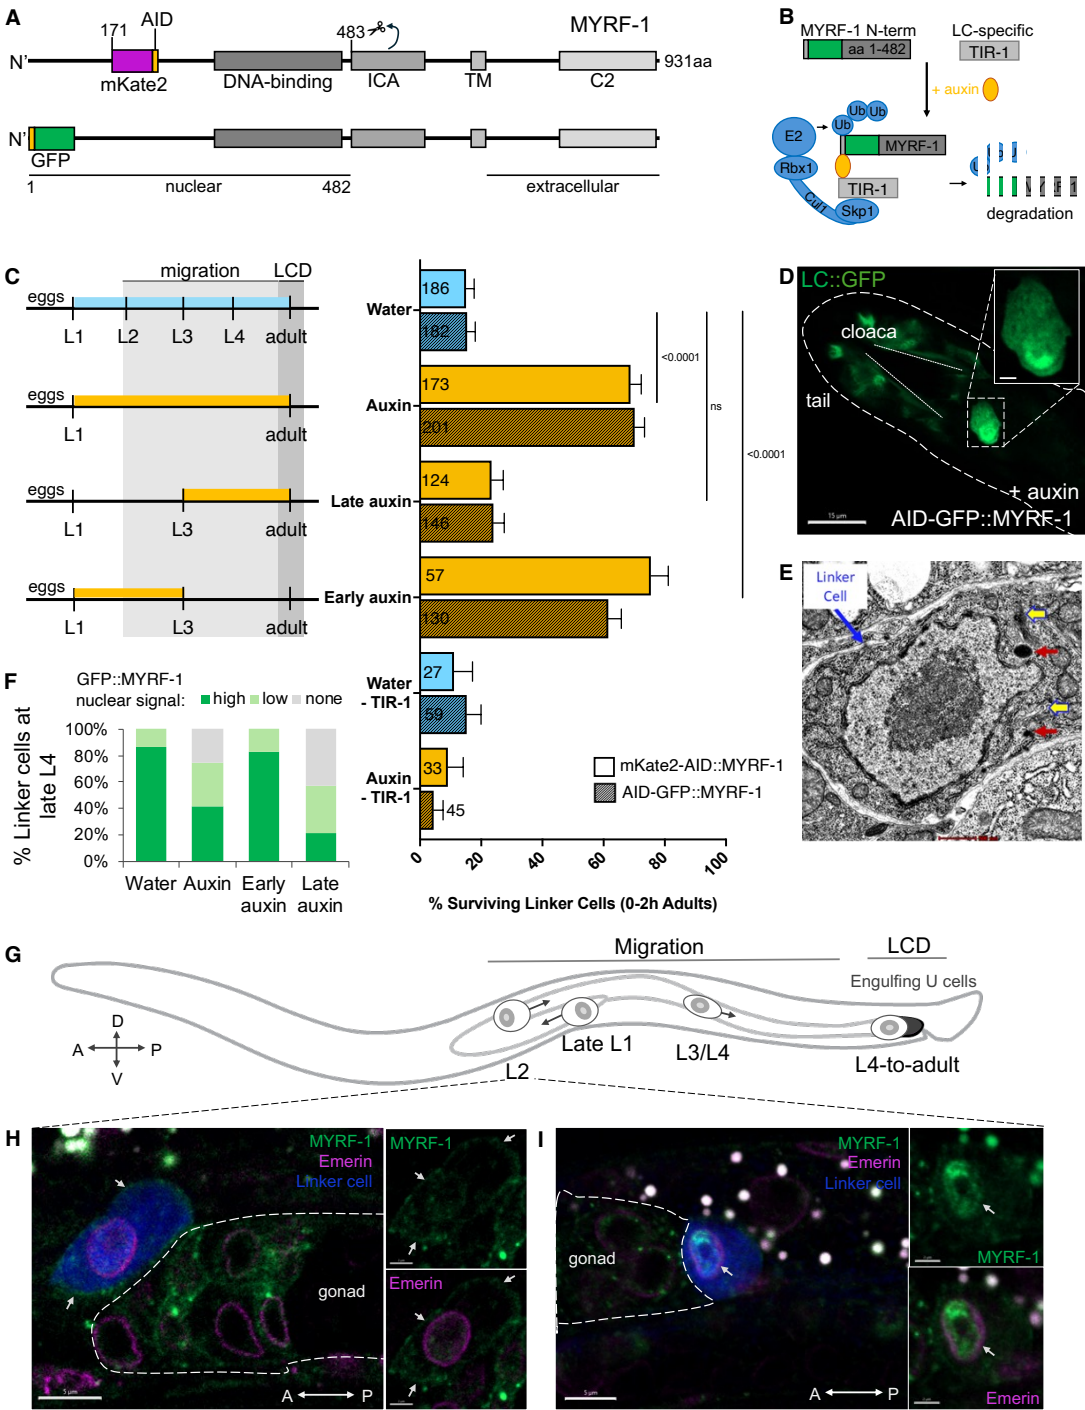 A
171
AID
483
MYRF-1
N'
931aa
mKate2
DNA-binding
ICA
TM
C2
N'
GFP
1
nuclear
482
extracellular
B
MYRF-1 N-term
LC-specific
aa 1-482
TIR-1
+ auxin
Ub
Ub
Ub
E2
MYRF-1
Rbx1
TIR-1
Cul1
Skp1
degradation
C
migration
LCD
eggs
L1
L2
L3
L4
adult
eggs
L1
adult
eggs
L1
L3
adult
eggs
L1
L3
adult
Water
186
182
Auxin
173
201
Late auxin
124
146
Early auxin
57
130
Water
- TIR-1
27
59
Auxin
- TIR-1
33
45
<0.0001
ns
<0.0001
mKate2-AID::MYRF-1
AID-GFP::MYRF-1
0
20
40
60
80
100
% Surviving Linker Cells (0-2h Adults)
D
LC::GFP
cloaca
tail
+ auxin
15 µm
AID-GFP::MYRF-1
E
Linker
Cell
F
GFP::MYRF-1
nuclear signal:
high
low
none
% Linker cells at
late L4
100%
80%
60%
40%
20%
0%
Water
Auxin
Early
auxin
Late
auxin
G
Migration
LCD
Engulfing U cells
D
A
P
V
Late L1
L2
L3/L4
L4-to-adult
H
MYRF-1
Emerin
Linker cell
gonad
5 µm
A
P
MYRF-1
Emerin
I
MYRF-1
Emerin
Linker cell
gonad
5 µm
A
P
MYRF-1
Emerin